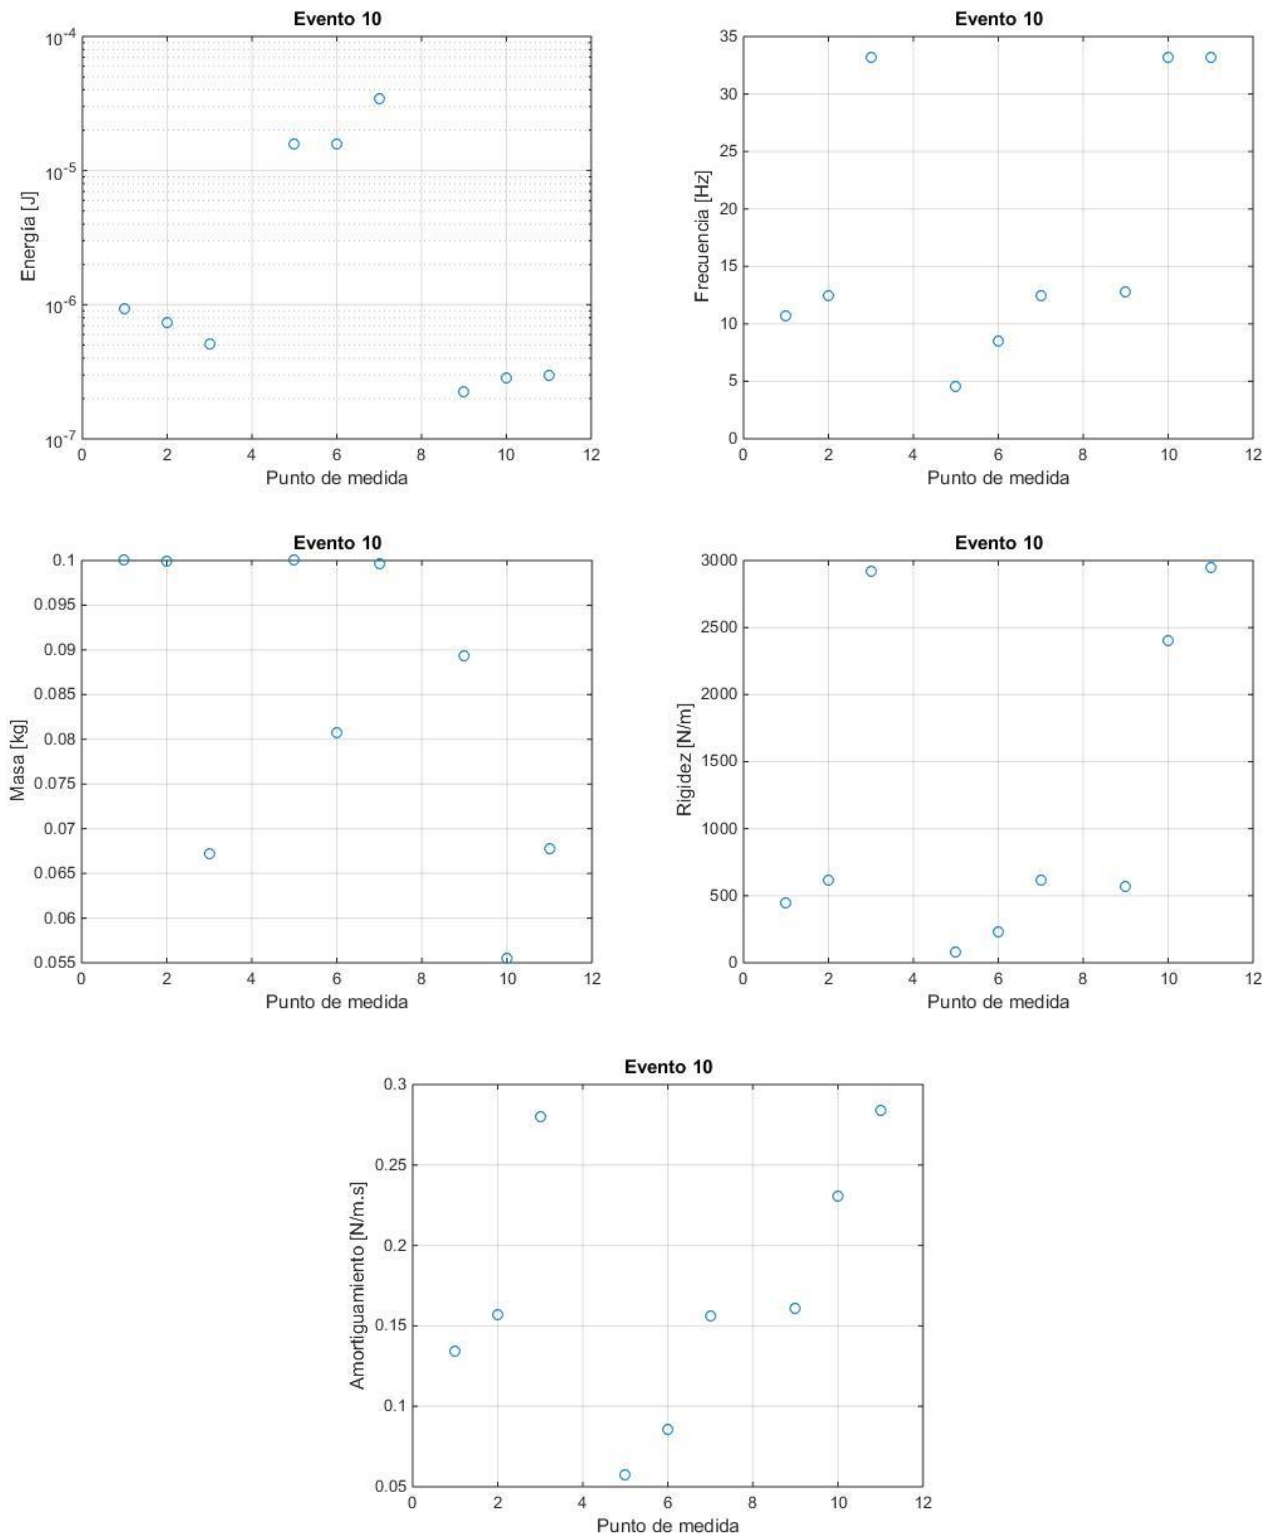 Evento 10
Energía [J]
10^-4
10^-5
10^-6
10^-7
0 2 4 6 8 10 12
Punto de medida
Evento 10
Frecuencia [Hz]
35
30
25
20
15
10
5
0
0 2 4 6 8 10 12
Punto de medida
Evento 10
Masa [kg]
0.1
0.095
0.09
0.085
0.08
0.075
0.07
0.065
0.06
0.055
0 2 4 6 8 10 12
Punto de medida
Evento 10
Rigidez [N/m]
3000
2500
2000
1500
1000
500
0
0 2 4 6 8 10 12
Punto de medida
Evento 10
Amortiguamiento [N/m.s]
0.3
0.25
0.2
0.15
0.1
0.05
0 2 4 6 8 10 12
Punto de medida